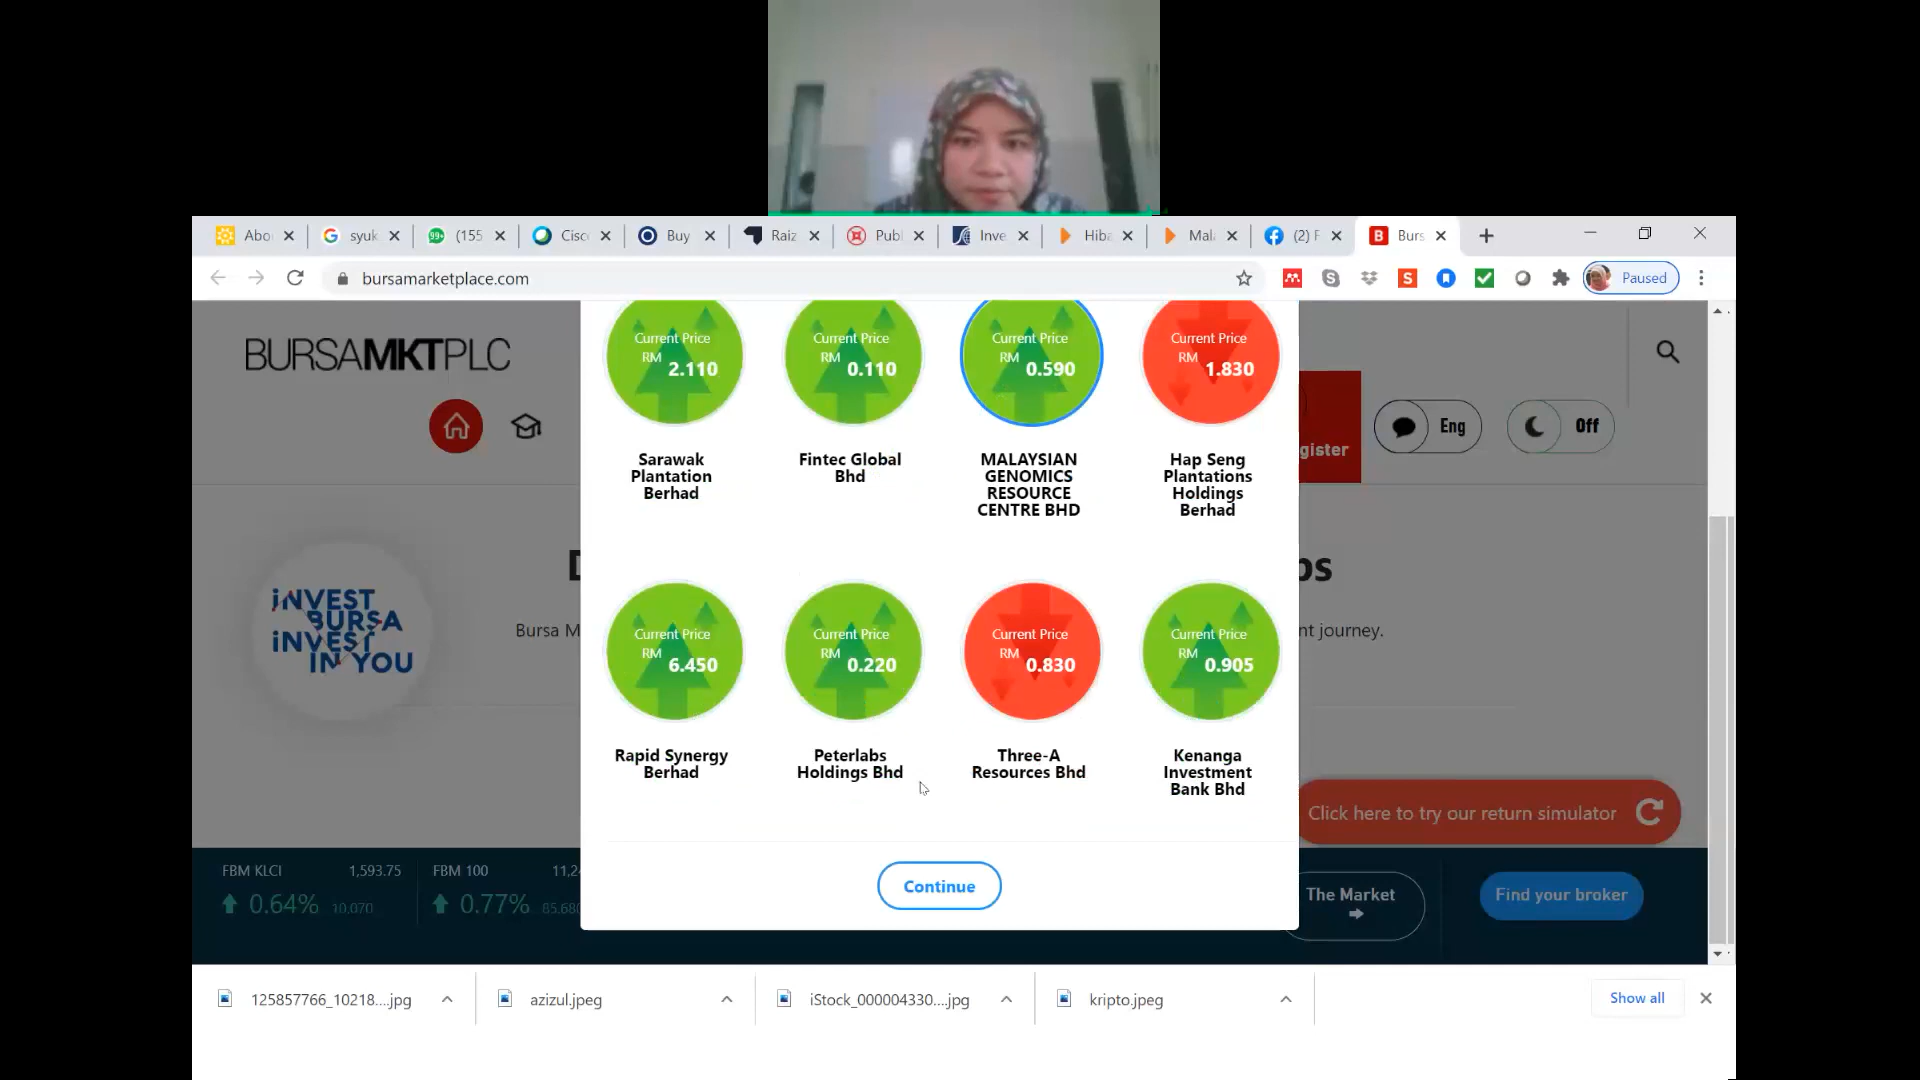 Abo
syuk
99+
(155
Cisc
Buy
Raiz
Publ
Inve
Hiba
Mal
(2) F
B
Burs
bursamarketplace.com
S
S
Paused
BURSAMKTPLC
gister
Eng
Off
Current Price
RM 2.110
Current Price
RM 0.110
Current Price
RM 0.590
Current Price
RM 1.830
Sarawak
Plantation
Berhad
Fintec Global
Bhd
MALAYSIAN
GENOMICS
RESOURCE
CENTRE BHD
Hap Seng
Plantations
Holdings
Berhad
iNVEST
BURSA
iNVEST
IN YOU
D
ps
Bursa M
nt journey.
Current Price
RM 6.450
Current Price
RM 0.220
Current Price
RM 0.830
Current Price
RM 0.905
Rapid Synergy
Berhad
Peterlabs
Holdings Bhd
Three-A
Resources Bhd
Kenanga
Investment
Bank Bhd
Click here to try our return simulator
FBM KLCI 1,593.75
0.64% 10,070
FBM 100 11,24
0.77% 85,680
Continue
The Market
Find your broker
125857766_10218....jpg
azizul.jpeg
iStock_000004330....jpg
kripto.jpeg
Show all